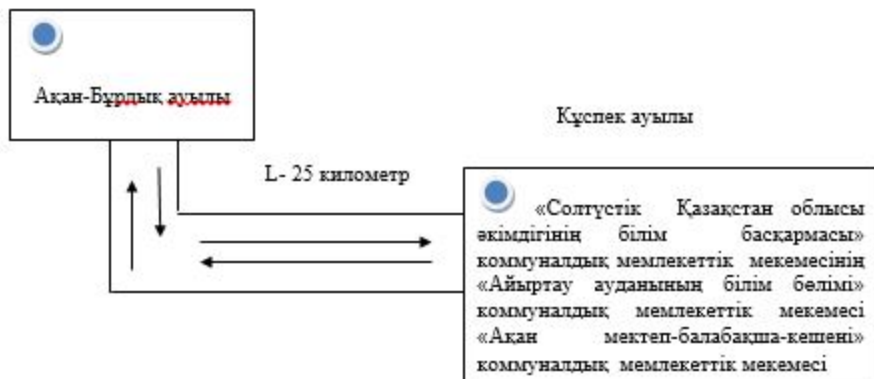 Ақан-Бұрлық ауылы
Құспек ауылы
L- 25 километр
«Солтүстік Қазақстан облысы
әкімдігінің білім басқармасы»
коммуналдық мемлекеттік мекемесінің
«Айыртау ауданының білім бөлімі»
коммуналдық мемлекеттік мекемесі
«Ақан мектеп-балабақша-кешені»
коммуналдық мемлекеттік мекемесі